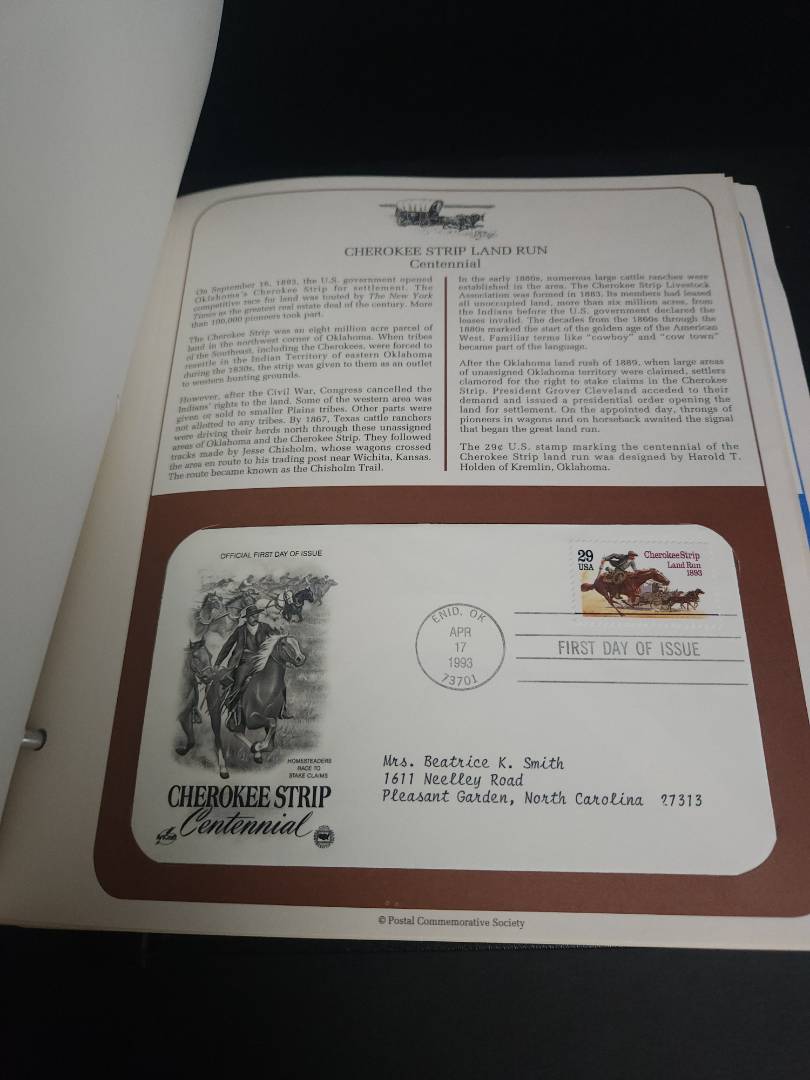 CHEROKEE STRIP LAND RUN
Centennial
On September 16, 1893, the U.S. government opened
Oklahoma's Cherokee Strip for settlement. The
competitive race for land was touted by The New York
Times as the greatest real estate deal of the century. More
than 100,000 pioneers took part.
The Cherokee Strip was an eight million acre parcel of
land in the northwest corner of Oklahoma. When tribes
of the Southeast, including the Cherokees, were forced to
resettle in the Indian Territory of eastern Oklahoma
during the 1830s, the strip was given to them as an outlet
to western hunting grounds.
However, after the Civil War, Congress cancelled the
Indians' rights to the land. Some of the western area was
given or sold to smaller Plains tribes. Other parts were
not allotted to any tribes. By 1867, Texas cattle ranchers
were driving their herds north through these unassigned
areas of Oklahoma and the Cherokee Strip. They followed
tracks made by Jesse Chisholm, whose wagons crossed
the area en route to his trading post near Wichita, Kansas.
The route became known as the Chisholm Trail.
In the early 1880s, numerous large cattle ranches were
established in the area. The Cherokee Strip Livestock
Association was formed in 1883. Its members had leased
all unoccupied land, more than six million acres, from
the Indians before the U.S. government declared the
leases invalid. The decades from the 1860s through the
1880s marked the start of the golden age of the American
West. Familiar terms like "cowboy" and "cow town"
became part of the language.
After the Oklahoma land rush of 1889, when large areas
of unassigned Oklahoma territory were claimed, settlers
clamored for the right to stake claims in the Cherokee
Strip. President Grover Cleveland acceded to their
demand and issued a presidential order opening the
land for settlement. On the appointed day, throngs of
pioneers in wagons and on horseback awaited the signal
that began the great land run.
The 29¢ U.S. stamp marking the centennial of the
Cherokee Strip land run was designed by Harold T.
Holden of Kremlin, Oklahoma.
OFFICIAL FIRST DAY OF ISSUE
HOMESTEADERS
RACE TO
STAKE CLAIMS
CHEROKEE STRIP
Centennial
29
USA
Cherokee Strip
Land Run
1893
ENID, OK
APR
17
1993
73701
FIRST DAY OF ISSUE
Mrs. Beatrice K. Smith
1611 Neelley Road
Pleasant Garden, North Carolina 27313
© Postal Commemorative Society